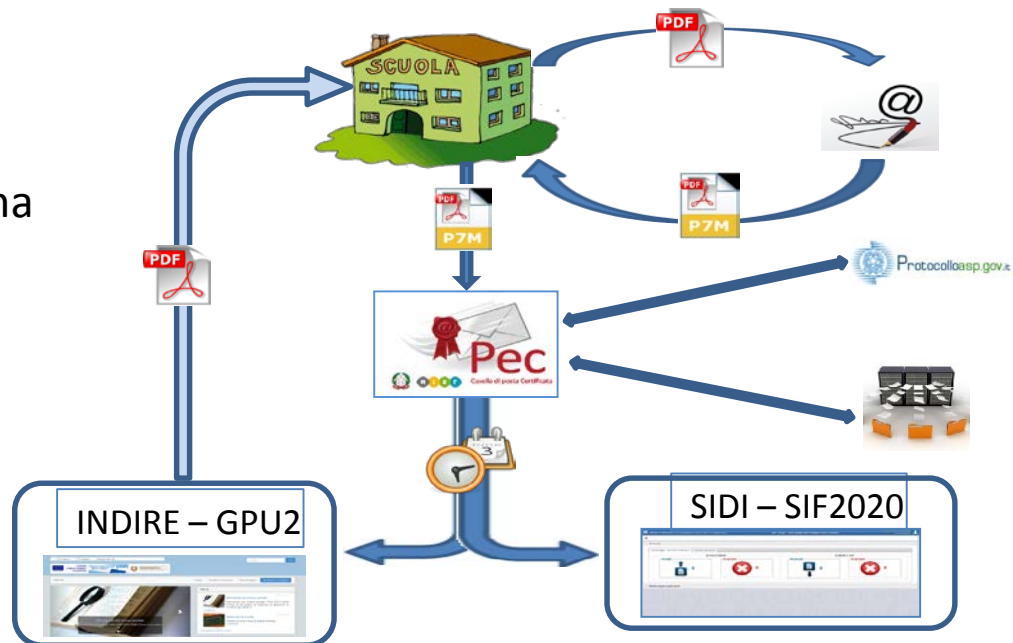 PDF
SCUOLA
@
na
PDF
P7M
PDF
P7M
PDF
Protocolloasp.gov.it
@
Pec
Casella di posta Certificata
3
INDIRE – GPU2
SIDI – SIF2020